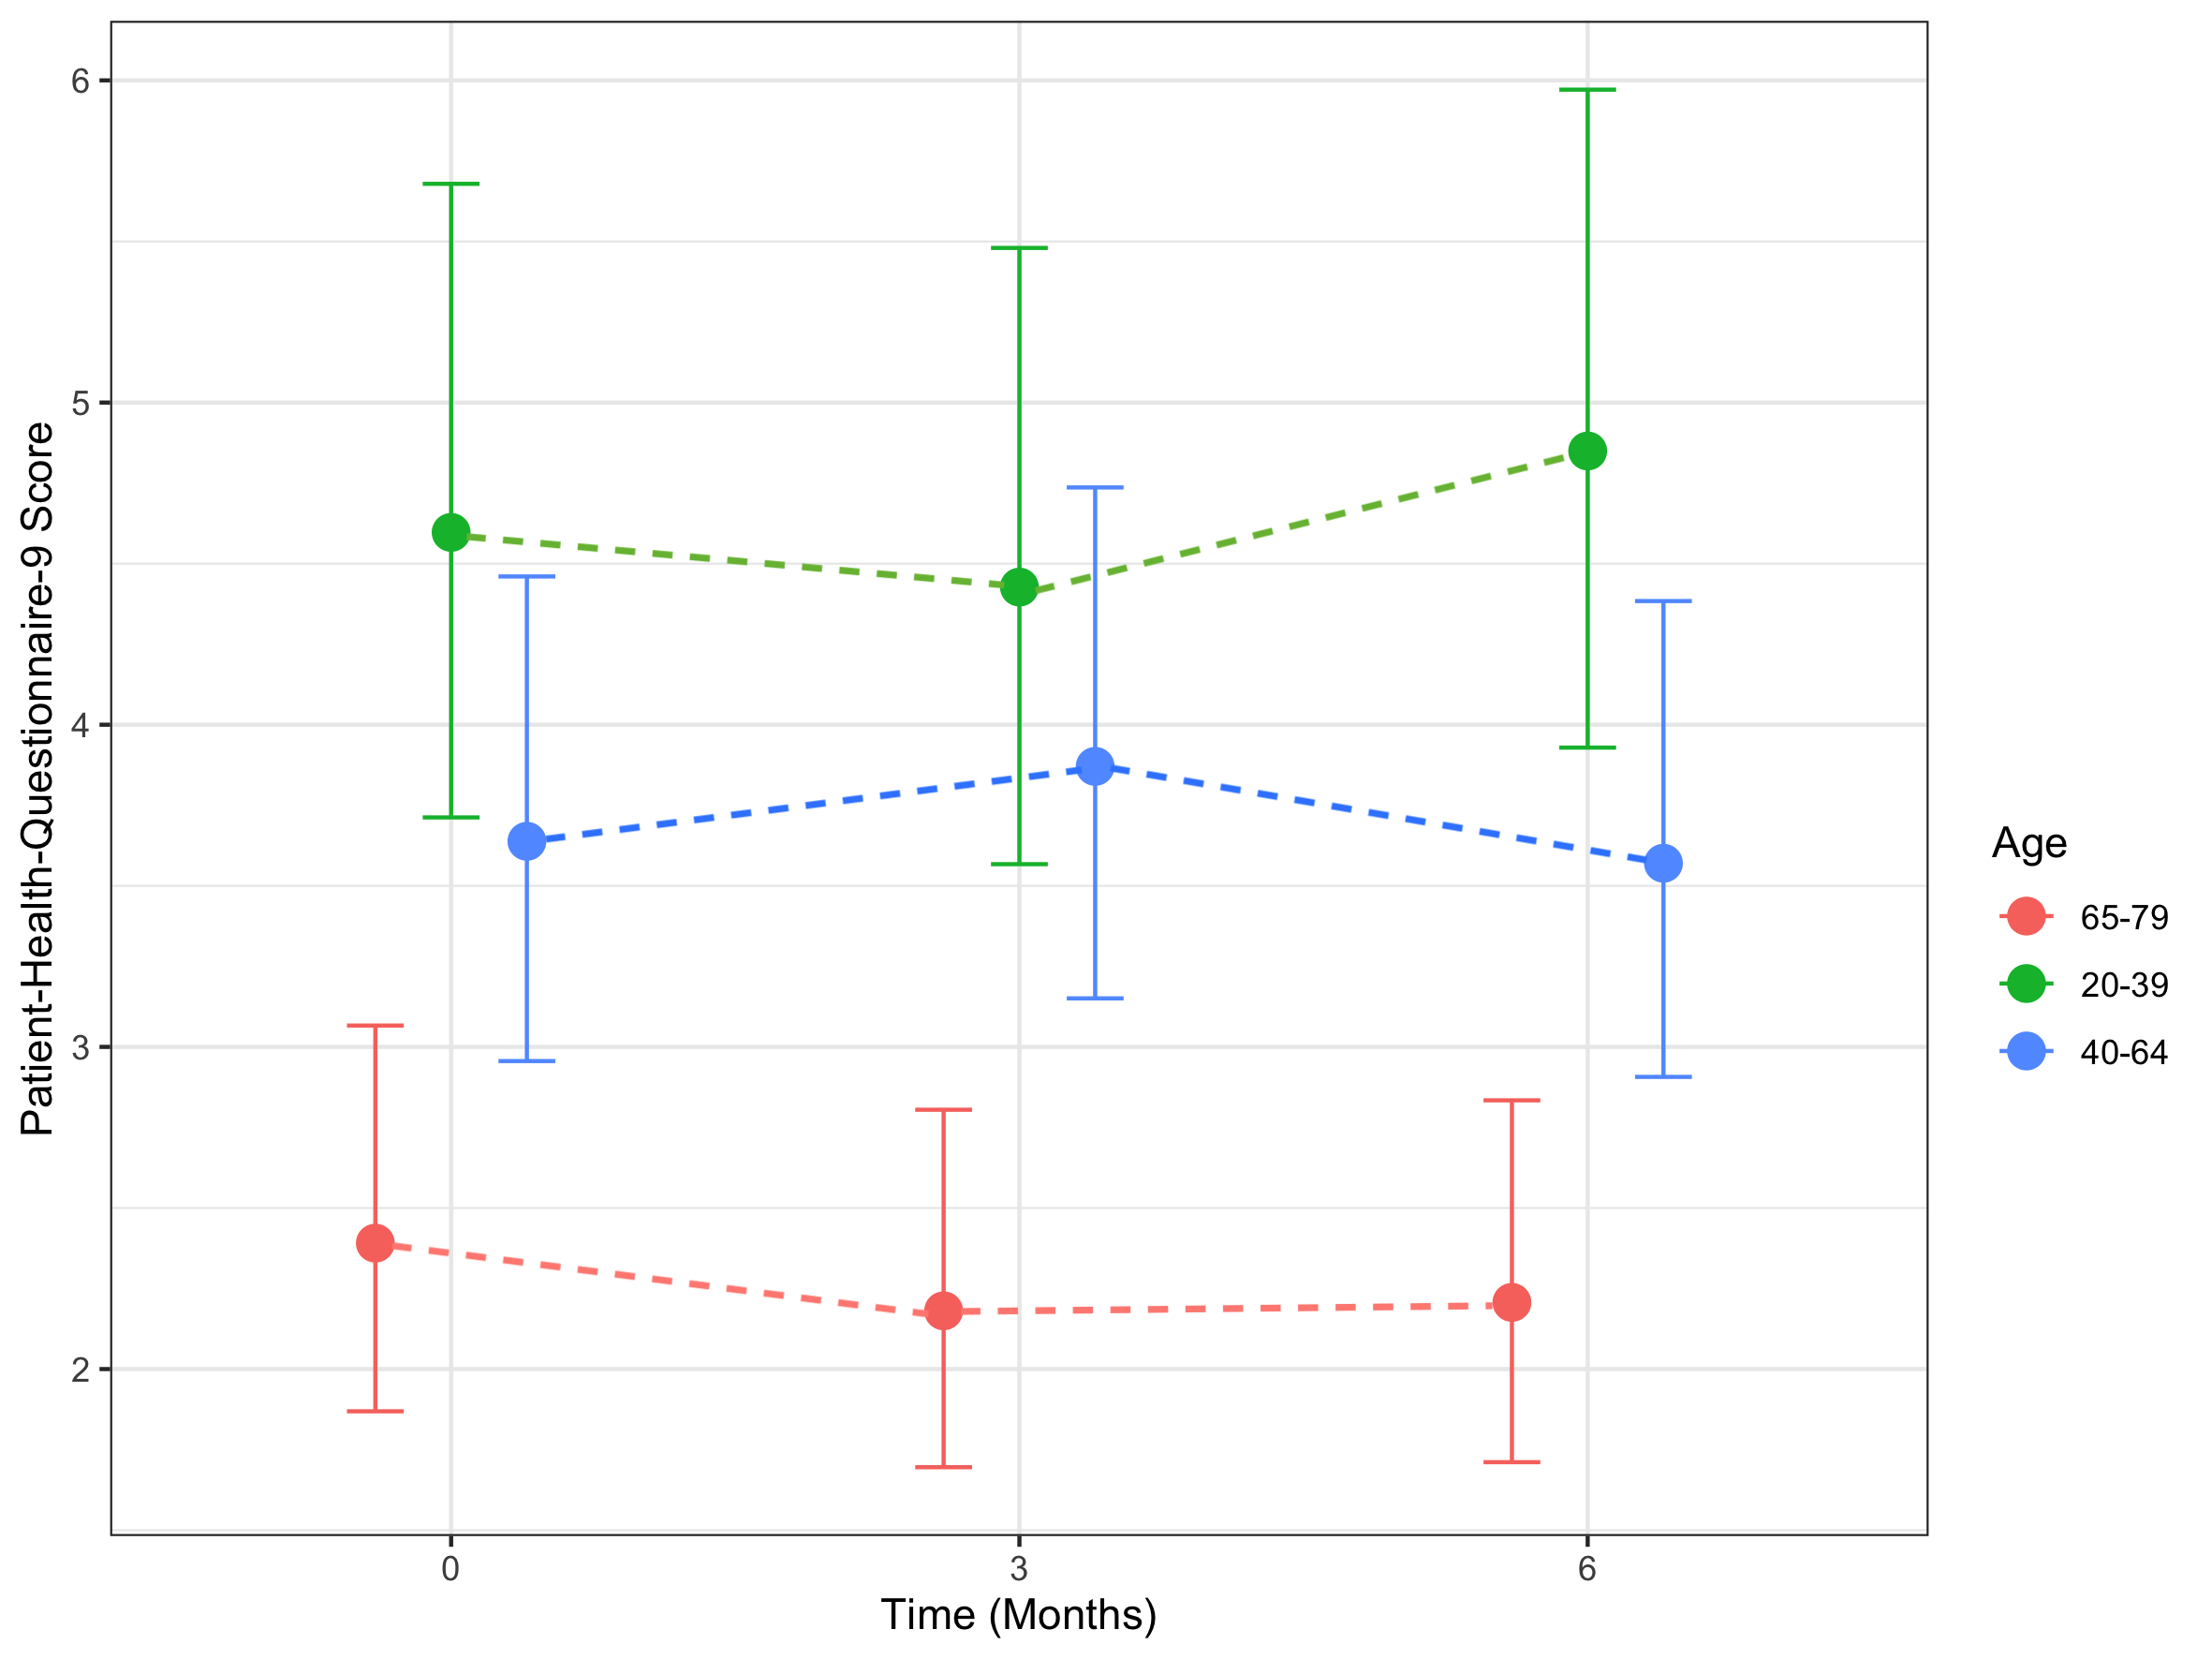 Patient-Health-Questionnaire-9 Score
6
5
4
3
2
0 3 6
Time (Months)
Age
65-79
20-39
40-64